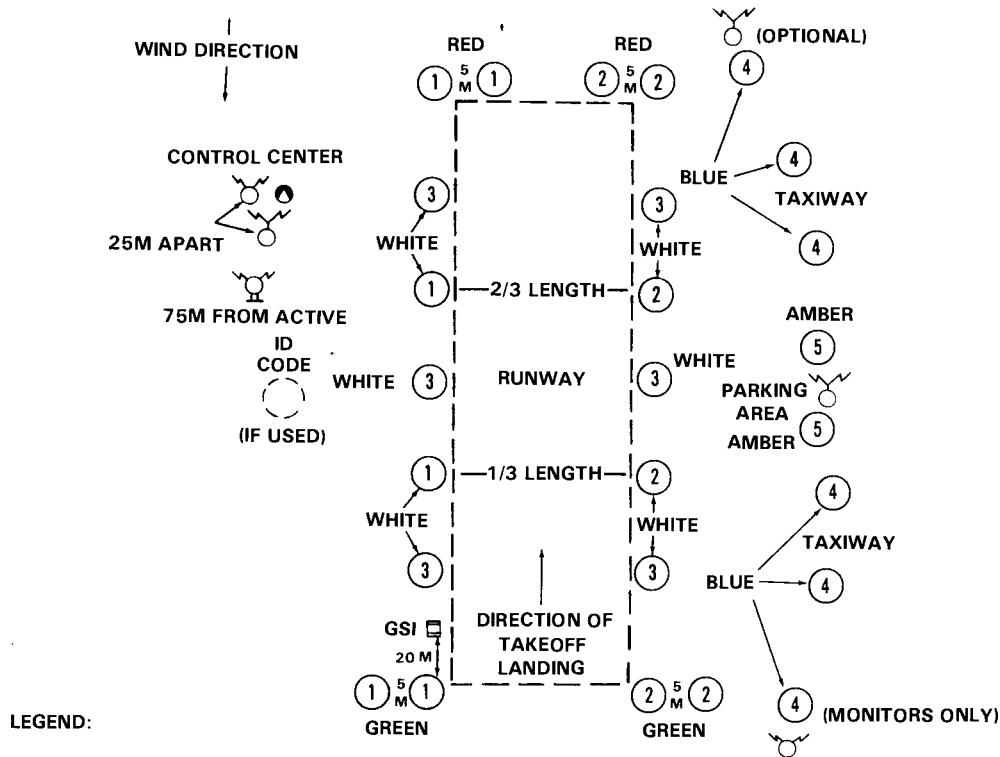 (OPTIONAL)
WIND DIRECTION
RED
RED
1 5 M 1
2 5 M 2
4
CONTROL CENTER
4
BLUE
TAXIWAY
3
3
25M APART
WHITE
WHITE
4
1
2/3 LENGTH
2
75M FROM ACTIVE
AMBER
ID
CODE
5
WHITE
3
RUNWAY
3
WHITE
PARKING
AREA
(IF USED)
AMBER
5
1
1/3 LENGTH
2
4
WHITE
WHITE
TAXIWAY
3
3
BLUE
4
GSI
DIRECTION OF
TAKEOFF
LANDING
20 M
1 5 M 1
2 5 M 2
4
(MONITORS ONLY)
LEGEND:
GREEN
GREEN